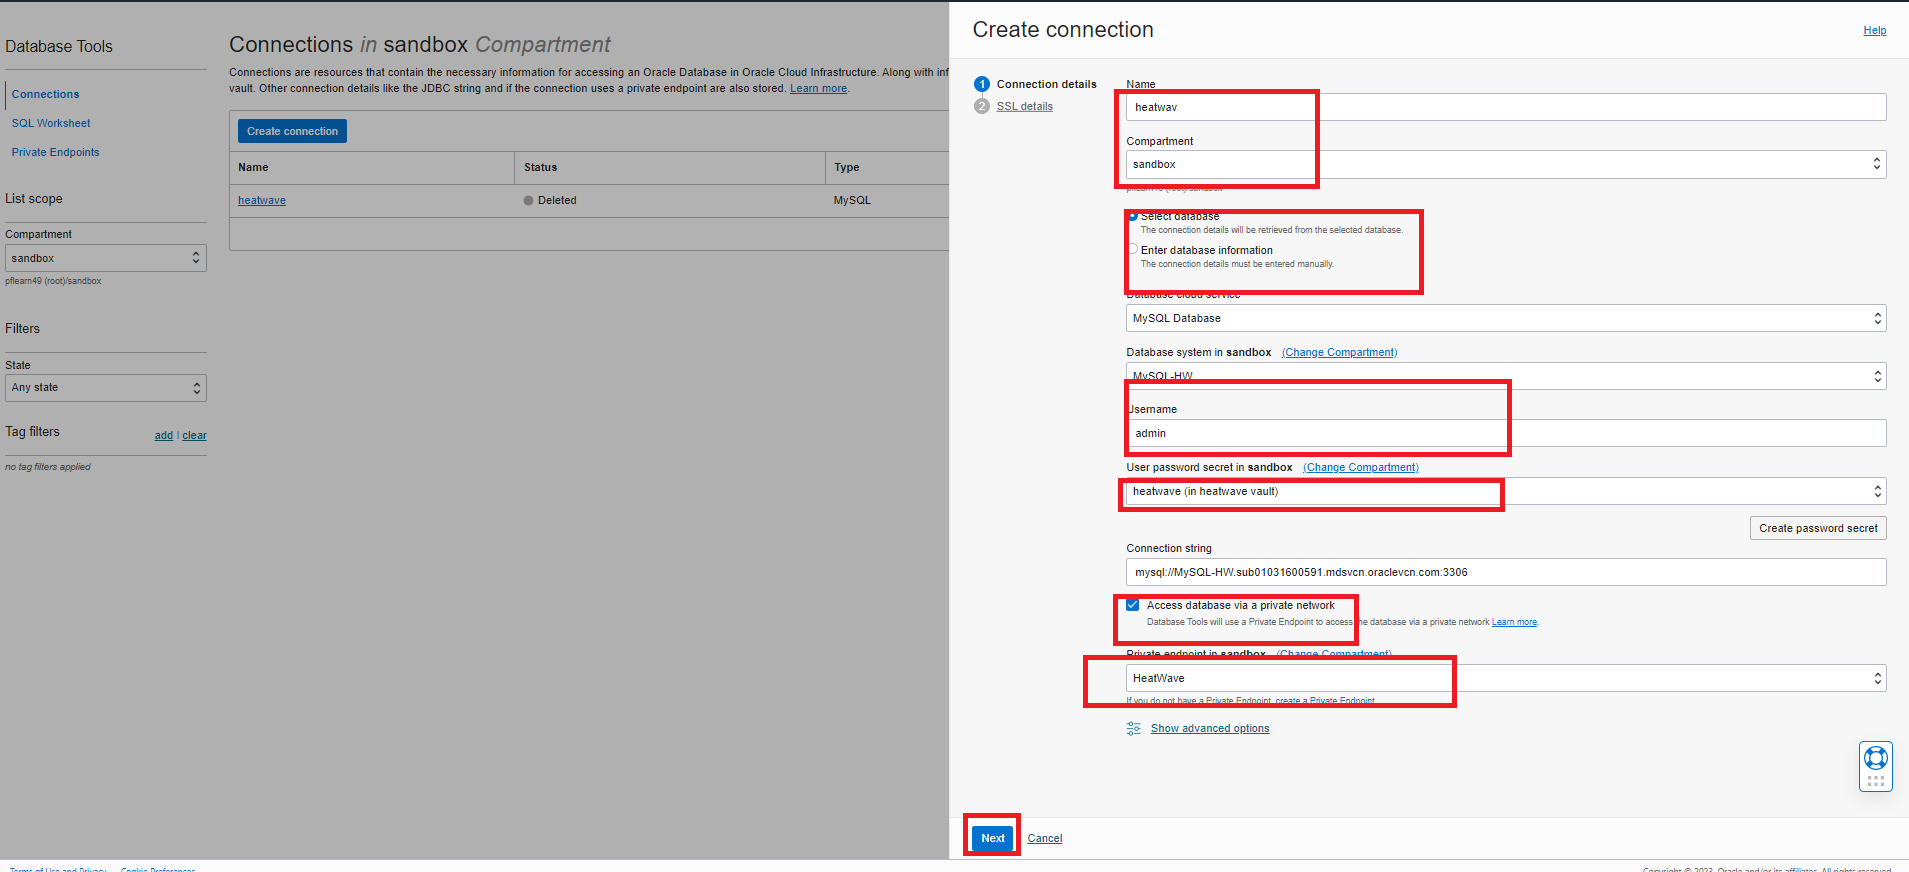 Database Tools
Connections
SQL Worksheet
Private Endpoints
List scope
Compartment
sandbox
pflearn49 (root)/sandbox
Filters
State
Any state
Tag filters
add | clear
no tag filters applied
Connections in sandbox Compartment
Connections are resources that contain the necessary information for accessing an Oracle Database in Oracle Cloud Infrastructure. Along with inf
vault. Other connection details like the JDBC string and if the connection uses a private endpoint are also stored. Learn more.
Create connection
Name Status Type
heatwave Deleted MySQL
Create connection
Help
1 Connection details
2 SSL details
Name
heatwav
Compartment
sandbox
pflearn49 (root)/sandbox
Select database
The connection details will be retrieved from the selected database.
Enter database information
The connection details must be entered manually.
Database cloud service
MySQL Database
Database system in sandbox (Change Compartment)
MySQL-HW
Username
admin
User password secret in sandbox (Change Compartment)
heatwave (in heatwave vault)
Create password secret
Connection string
mysql://MySQL-HW.sub01031600591.mdsvcn.oraclevcn.com:3306
Access database via a private network
Database Tools will use a Private Endpoint to access the database via a private network Learn more.
Private endpoint in sandbox (Change Compartment)
HeatWave
If you do not have a Private Endpoint, create a Private Endpoint
Show advanced options
Next Cancel
Terms of Use and Privacy Cookie Preferences
Copyright © 2023, Oracle and/or its affiliates. All rights reserved.